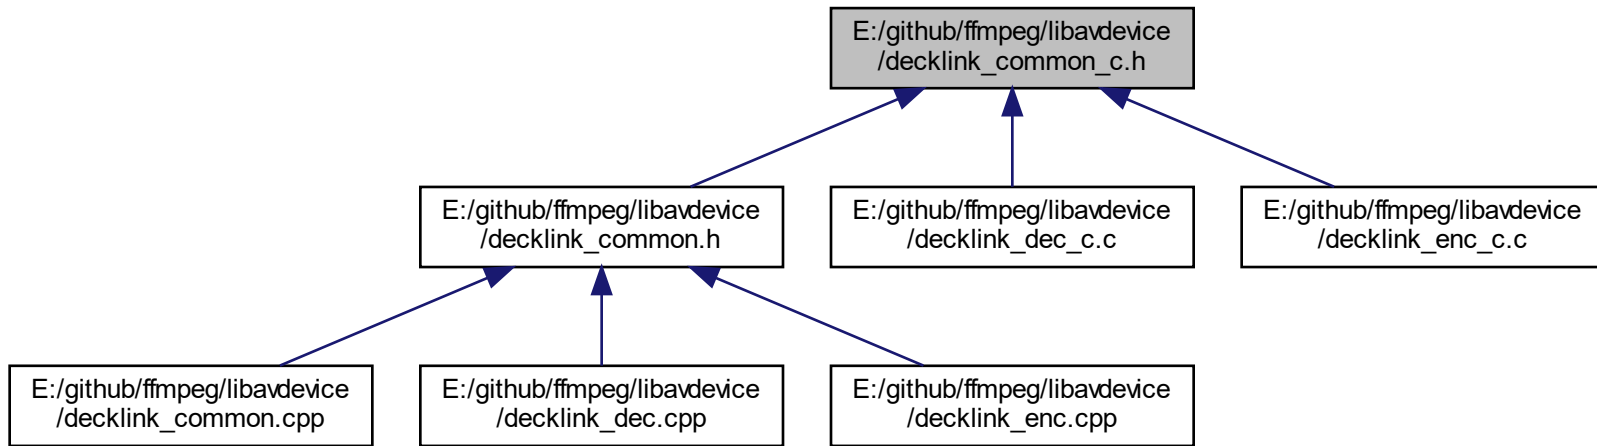 E:/github/ffmpeg/libavdevice
/decklink_common_c.h
E:/github/ffmpeg/libavdevice
/decklink_common.h
E:/github/ffmpeg/libavdevice
/decklink_dec_c.c
E:/github/ffmpeg/libavdevice
/decklink_enc_c.c
E:/github/ffmpeg/libavdevice
/decklink_common.cpp
E:/github/ffmpeg/libavdevice
/decklink_dec.cpp
E:/github/ffmpeg/libavdevice
/decklink_enc.cpp